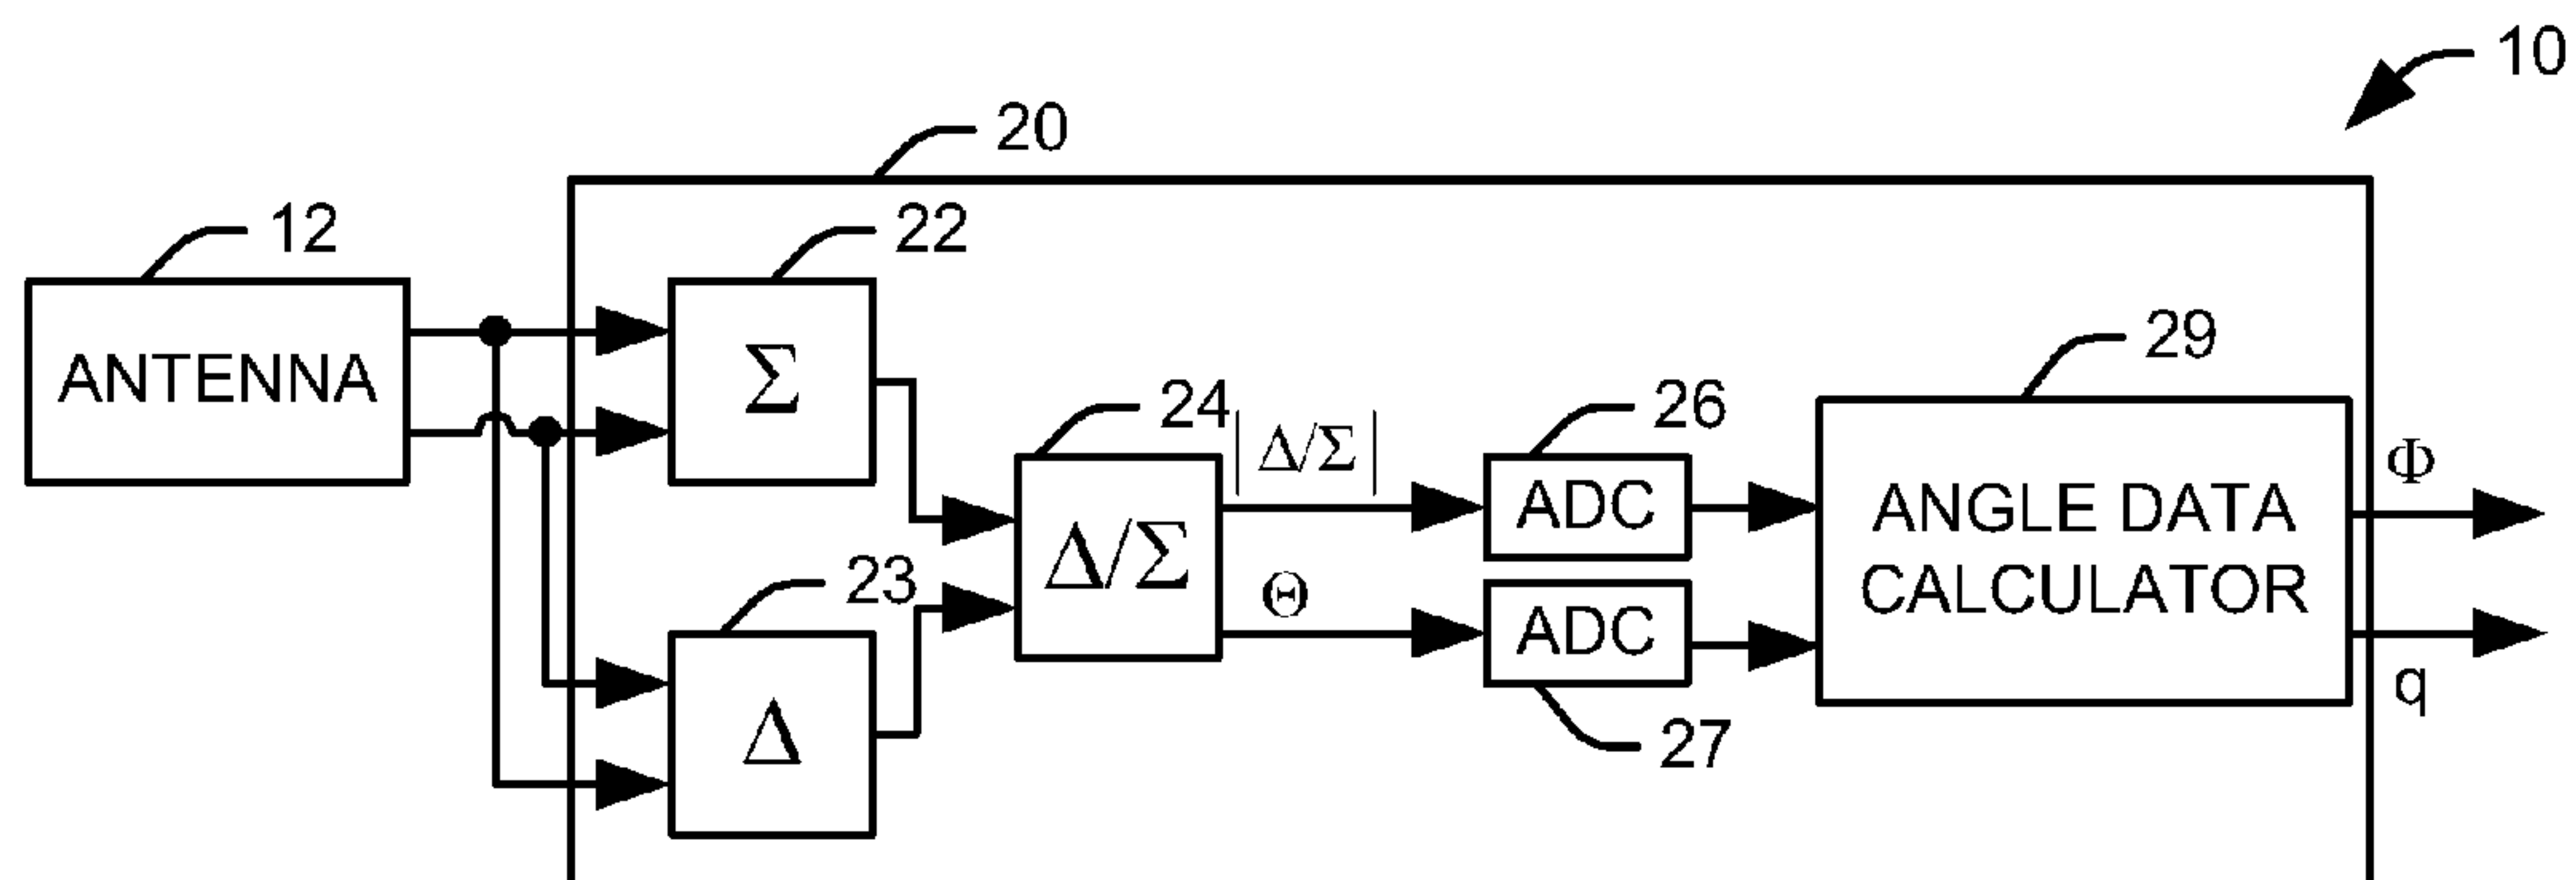 10
20
12
22
ANTENNA
Σ
24
|Δ/Σ|
26
29
ADC
Φ
Δ/Σ
ANGLE DATA
CALCULATOR
23
Θ
ADC
q
Δ
27